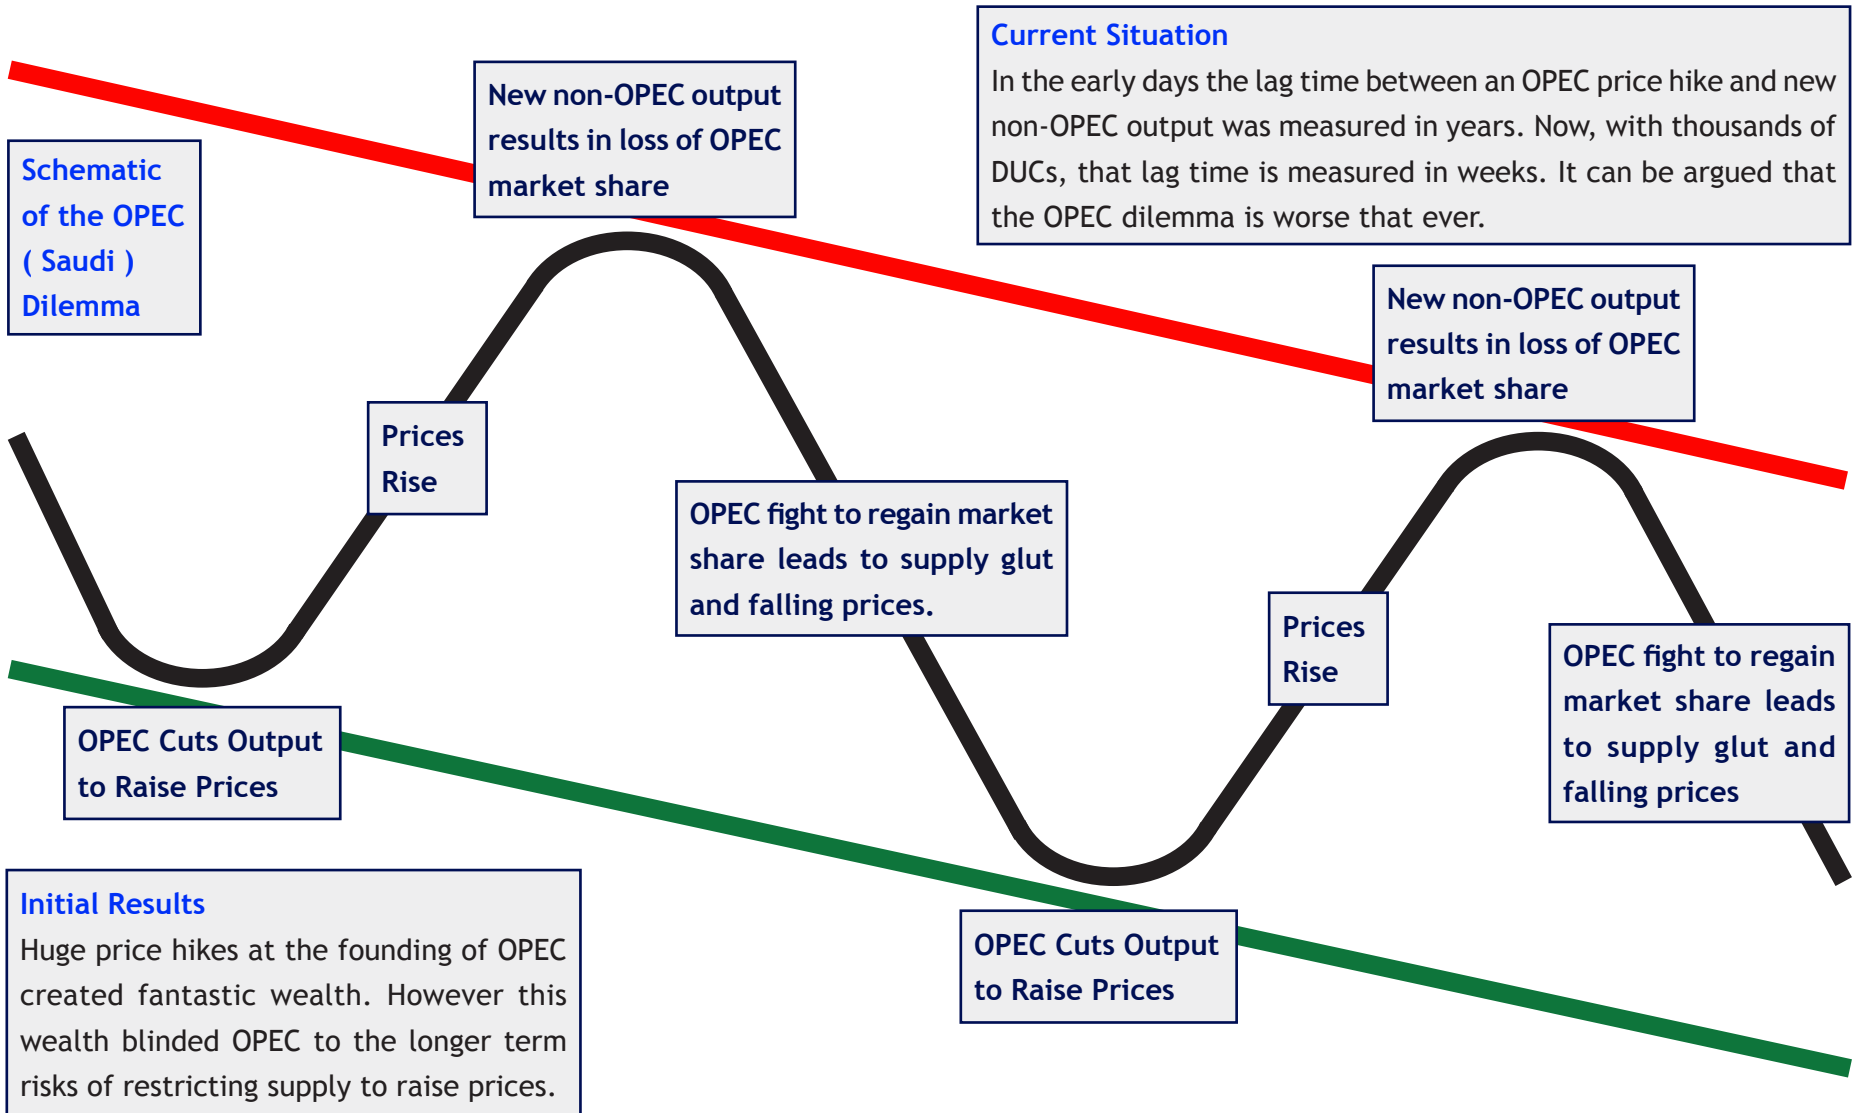 Schematic
of the OPEC
( Saudi )
Dilemma
New non-OPEC output
results in loss of OPEC
market share
Current Situation
In the early days the lag time between an OPEC price hike and new
non-OPEC output was measured in years. Now, with thousands of
DUCs, that lag time is measured in weeks. It can be argued that
the OPEC dilemma is worse that ever.
New non-OPEC output
results in loss of OPEC
market share
Prices
Rise
OPEC fight to regain market
share leads to supply glut
and falling prices.
Prices
Rise
OPEC fight to regain
market share leads
to supply glut and
falling prices
OPEC Cuts Output
to Raise Prices
OPEC Cuts Output
to Raise Prices
Initial Results
Huge price hikes at the founding of OPEC
created fantastic wealth. However this
wealth blinded OPEC to the longer term
risks of restricting supply to raise prices.